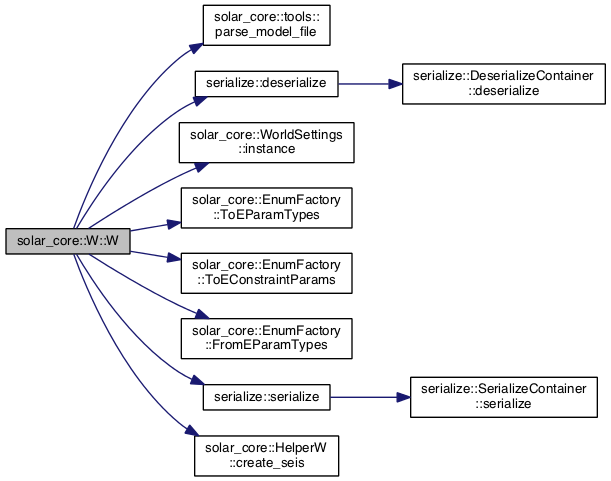 solar_core::tools::
parse_model_file
serialize::deserialize
serialize::DeserializeContainer
::deserialize
solar_core::WorldSettings
::instance
solar_core::EnumFactory
::ToEParamTypes
solar_core::W::W
solar_core::EnumFactory
::ToEConstraintParams
solar_core::EnumFactory
::FromEParamTypes
serialize::serialize
serialize::SerializeContainer
::serialize
solar_core::HelperW
::create_seis